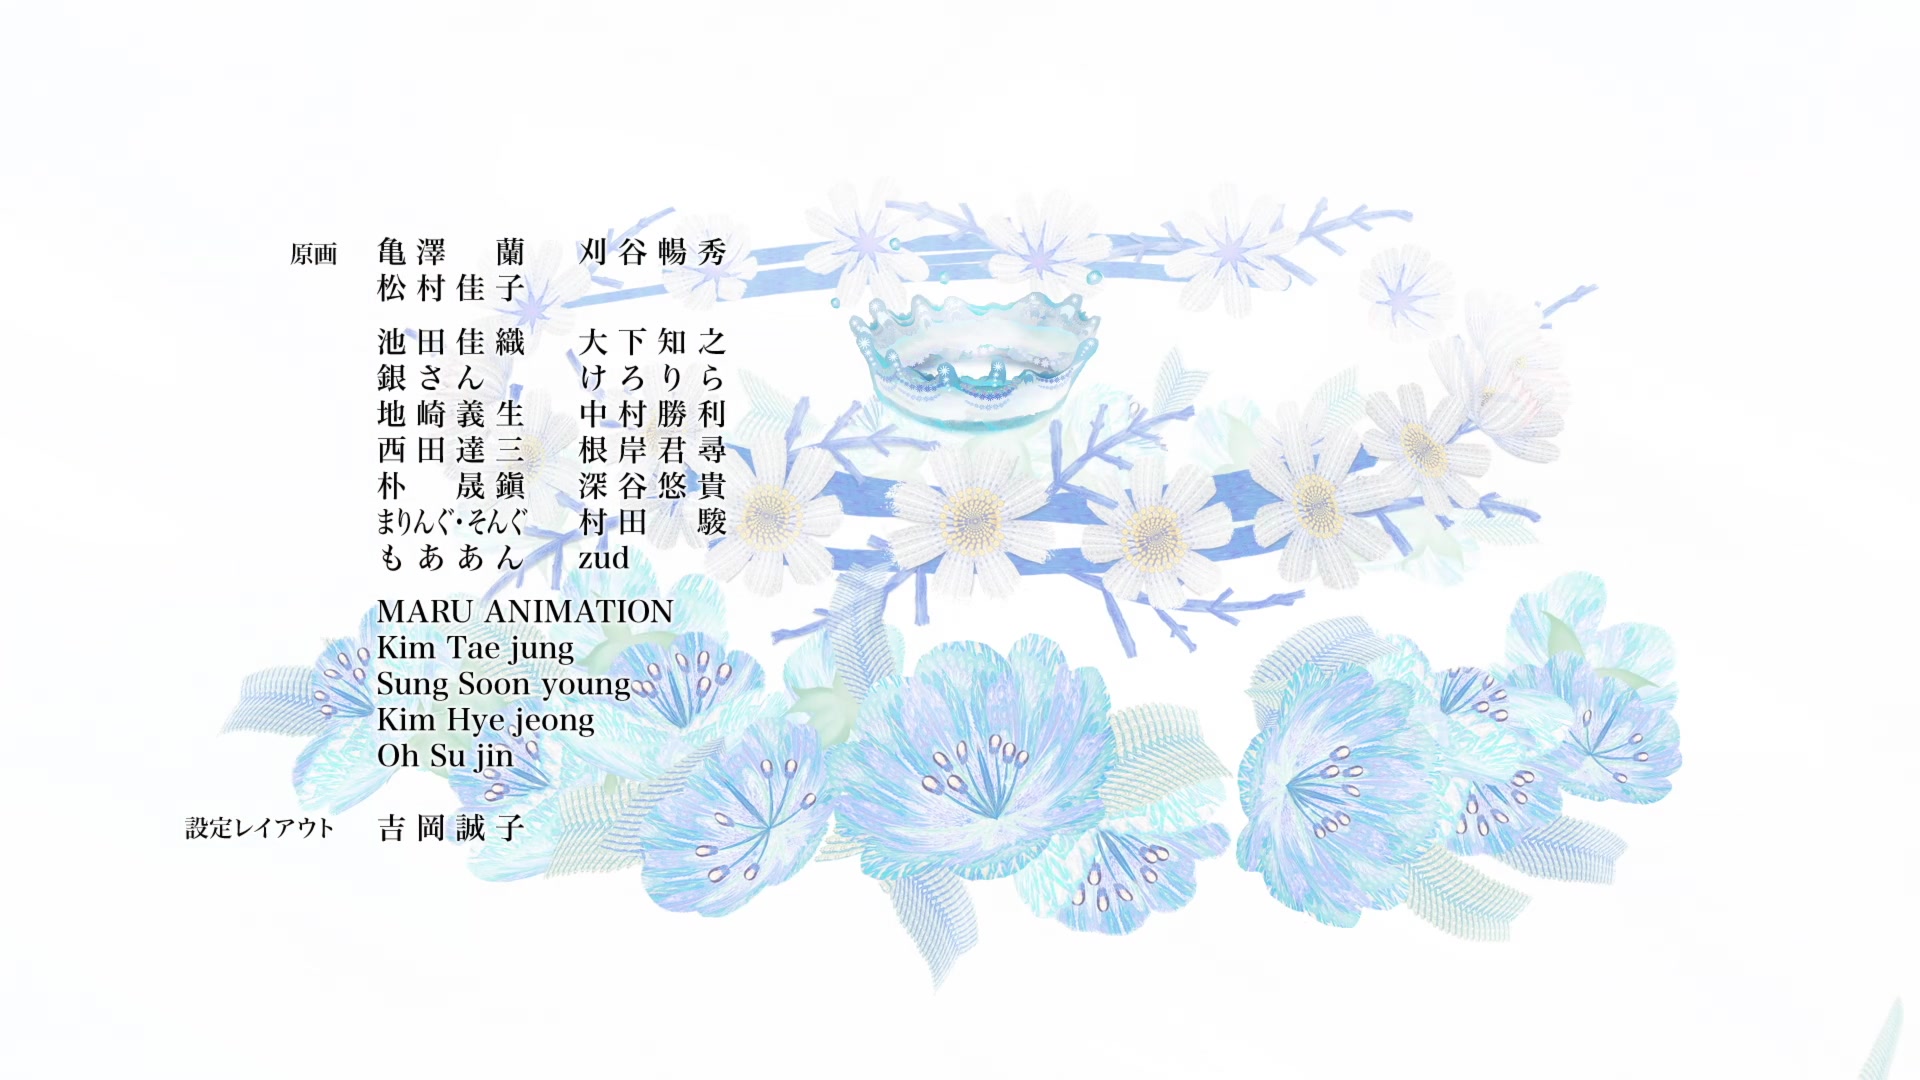 原画 亀澤 蘭 刈谷暢秀
松村佳子
池田佳織 大下知之
銀さん けろりら
地崎義生 中村勝利
西田達三 根岸君尋
朴 晟鎭 深谷悠貴
まりんぐ・そんぐ 村田 駿
もああん zud
MARU ANIMATION
Kim Tae jung
Sung Soon young
Kim Hye jeong
Oh Su jin
設定レイアウト 吉岡誠子